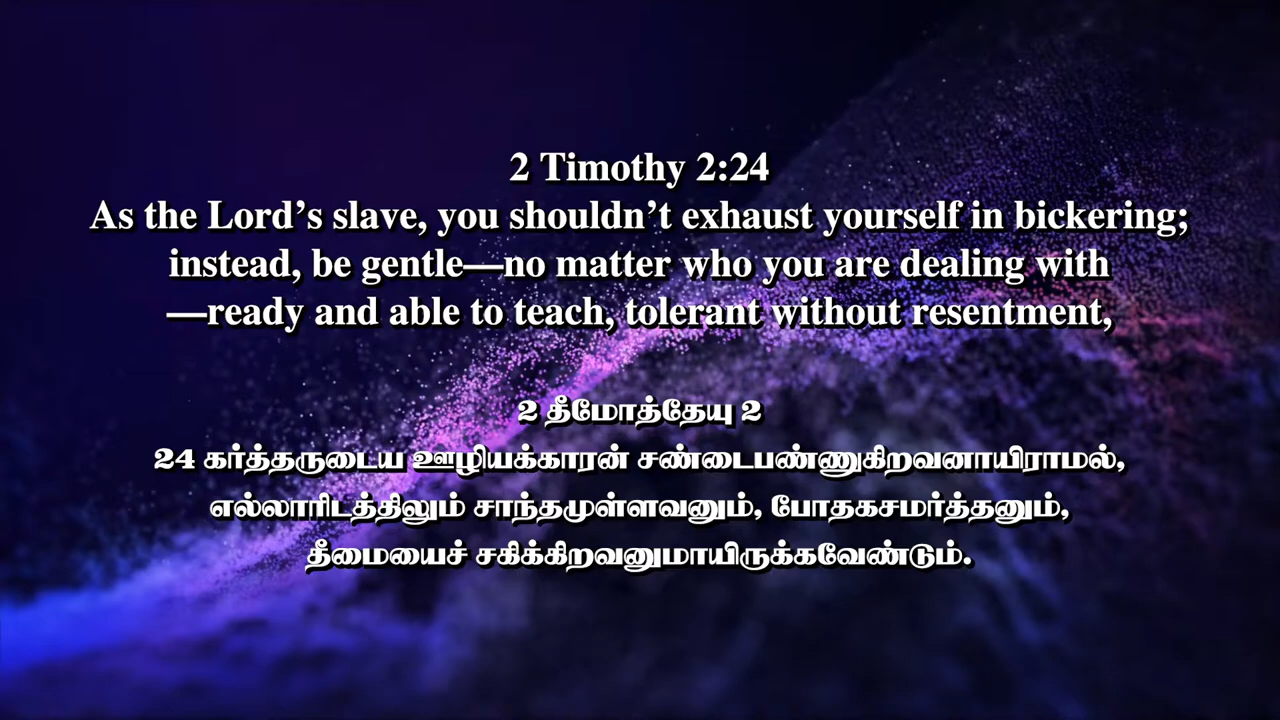 2 Timothy 2:24
As the Lord’s slave, you shouldn’t exhaust yourself in bickering;
instead, be gentle—no matter who you are dealing with
—ready and able to teach, tolerant without resentment,
2 தீமோத்தேயு 2
24 கர்த்தருடைய ஊழியக்காரன் சண்டைபண்ணுகிறவனாயிராமல்,
எல்லாரிடத்திலும் சாந்தமுள்ளவனும், போதகசமர்த்தனும்,
தீமையைச் சகிக்கிறவனுமாயிருக்கவேண்டும்.